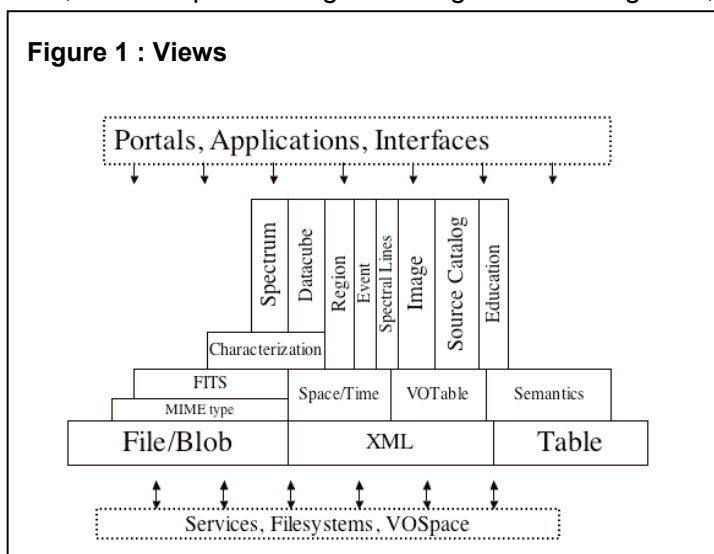 Figure 1 : Views
Portals, Applications, Interfaces
Spectrum
Datacube
Region
Event
Spectral Lines
Image
Source Catalog
Education
Characterization
FITS
Space/Time
VOTable
Semantics
MIME type
File/Blob
XML
Table
Services, Filesystems, VOSpace